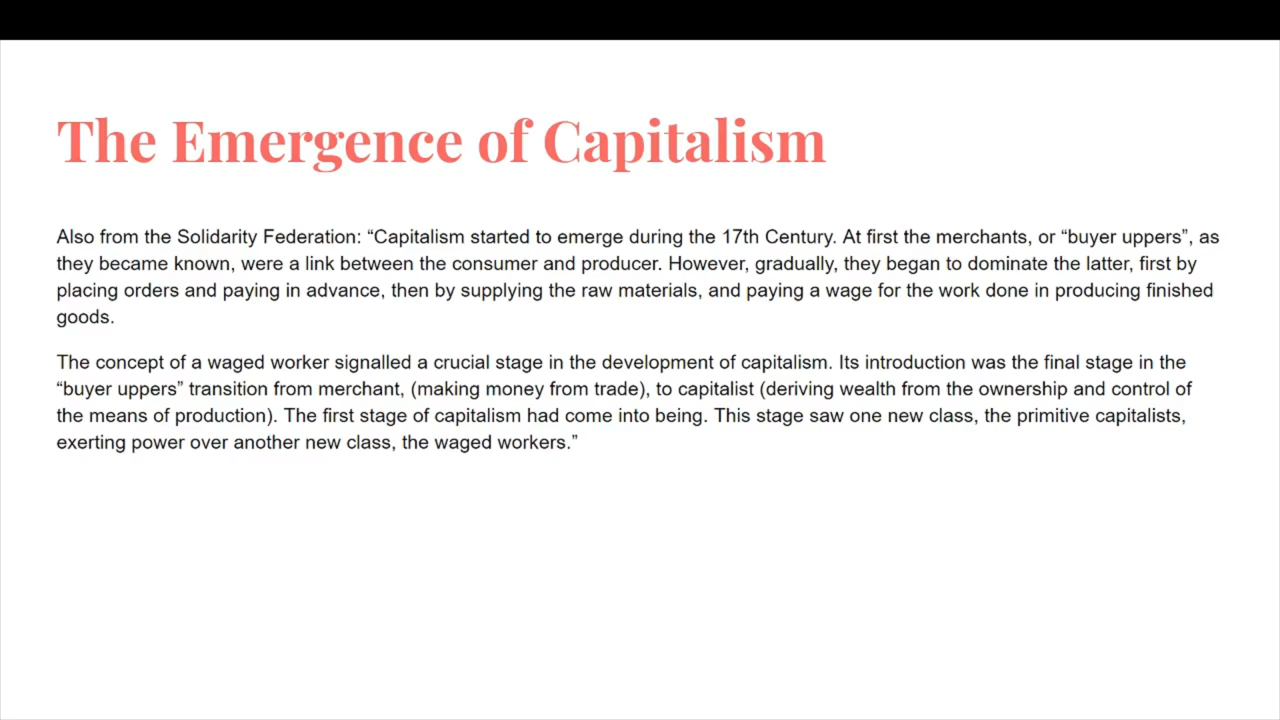 The Emergence of Capitalism
Also from the Solidarity Federation: “Capitalism started to emerge during the 17th Century. At first the merchants, or “buyer uppers”, as
they became known, were a link between the consumer and producer. However, gradually, they began to dominate the latter, first by
placing orders and paying in advance, then by supplying the raw materials, and paying a wage for the work done in producing finished
goods.
The concept of a waged worker signalled a crucial stage in the development of capitalism. Its introduction was the final stage in the
“buyer uppers” transition from merchant, (making money from trade), to capitalist (deriving wealth from the ownership and control of
the means of production). The first stage of capitalism had come into being. This stage saw one new class, the primitive capitalists,
exerting power over another new class, the waged workers.”